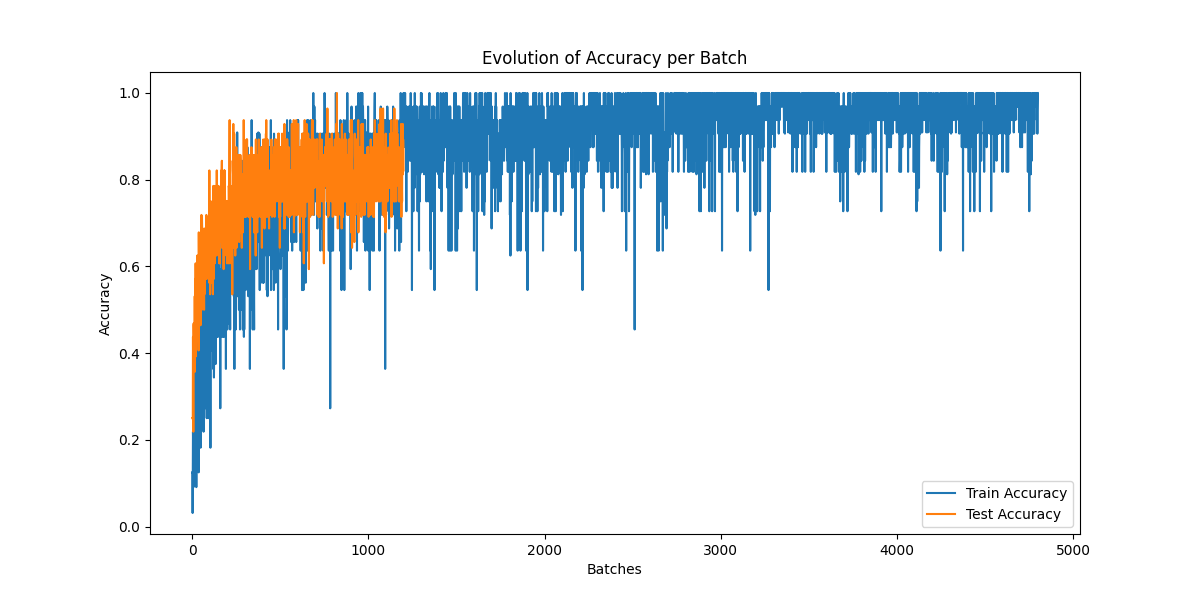 Evolution of Accuracy per Batch
Accuracy
1.0
0.8
0.6
0.4
0.2
0.0
0
1000
2000
3000
4000
5000
Batches
Train Accuracy
Test Accuracy